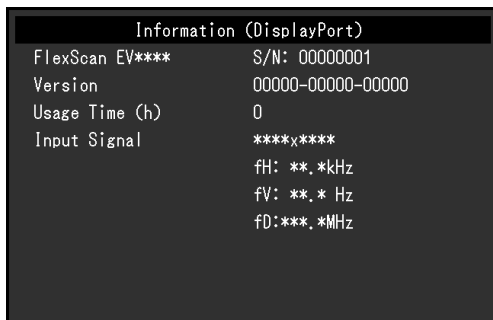 Information (DisplayPort)
FlexScan EV**** S/N: 00000001
Version 00000-00000-00000
Usage Time (h) 0
Input Signal ****x****
fH: **.*kHz
fV: **.* Hz
fD:***.*MHz